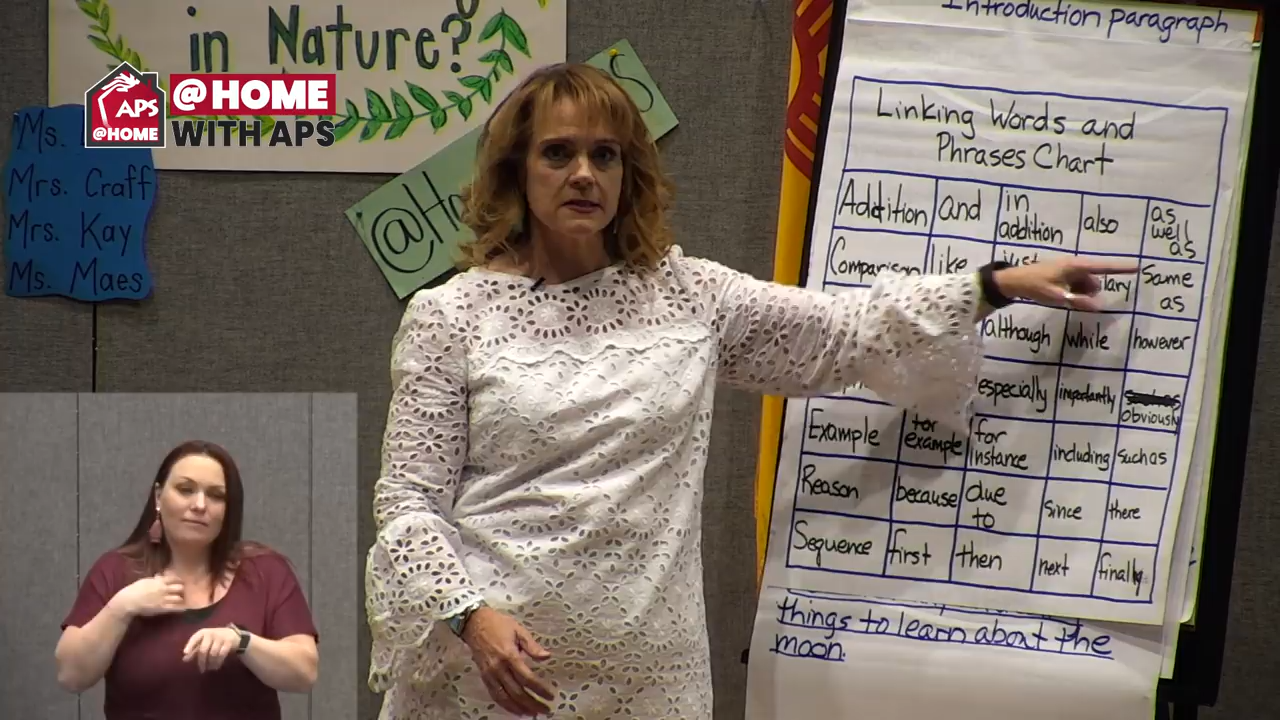 in Nature?
APS
@HOME
@HOME
WITH APS
Ms.
Mrs. Craff
Mrs. Kay
Ms. Maes
@Ho
S
Introduction paragraph
Linking Words and
Phrases Chart
Addition and in addition also as well as
Comparison like just ilary Same as
although while however
especially importantly obviously
Example for example for instance including such as
Reason because due to since there
Sequence first then next finally
things to learn about the
moon.